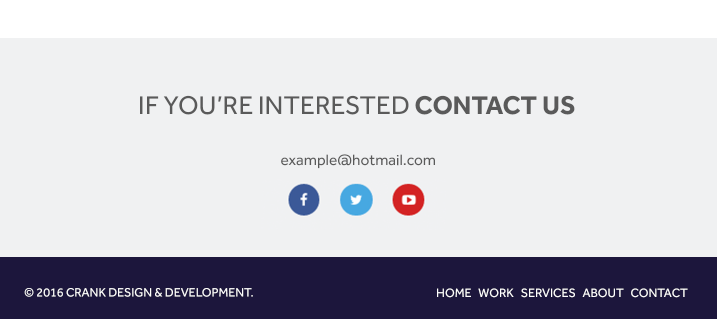 IF YOU'RE INTERESTED CONTACT US
example@hotmail.com
© 2016 CRANK DESIGN & DEVELOPMENT.
HOME WORK SERVICES ABOUT CONTACT